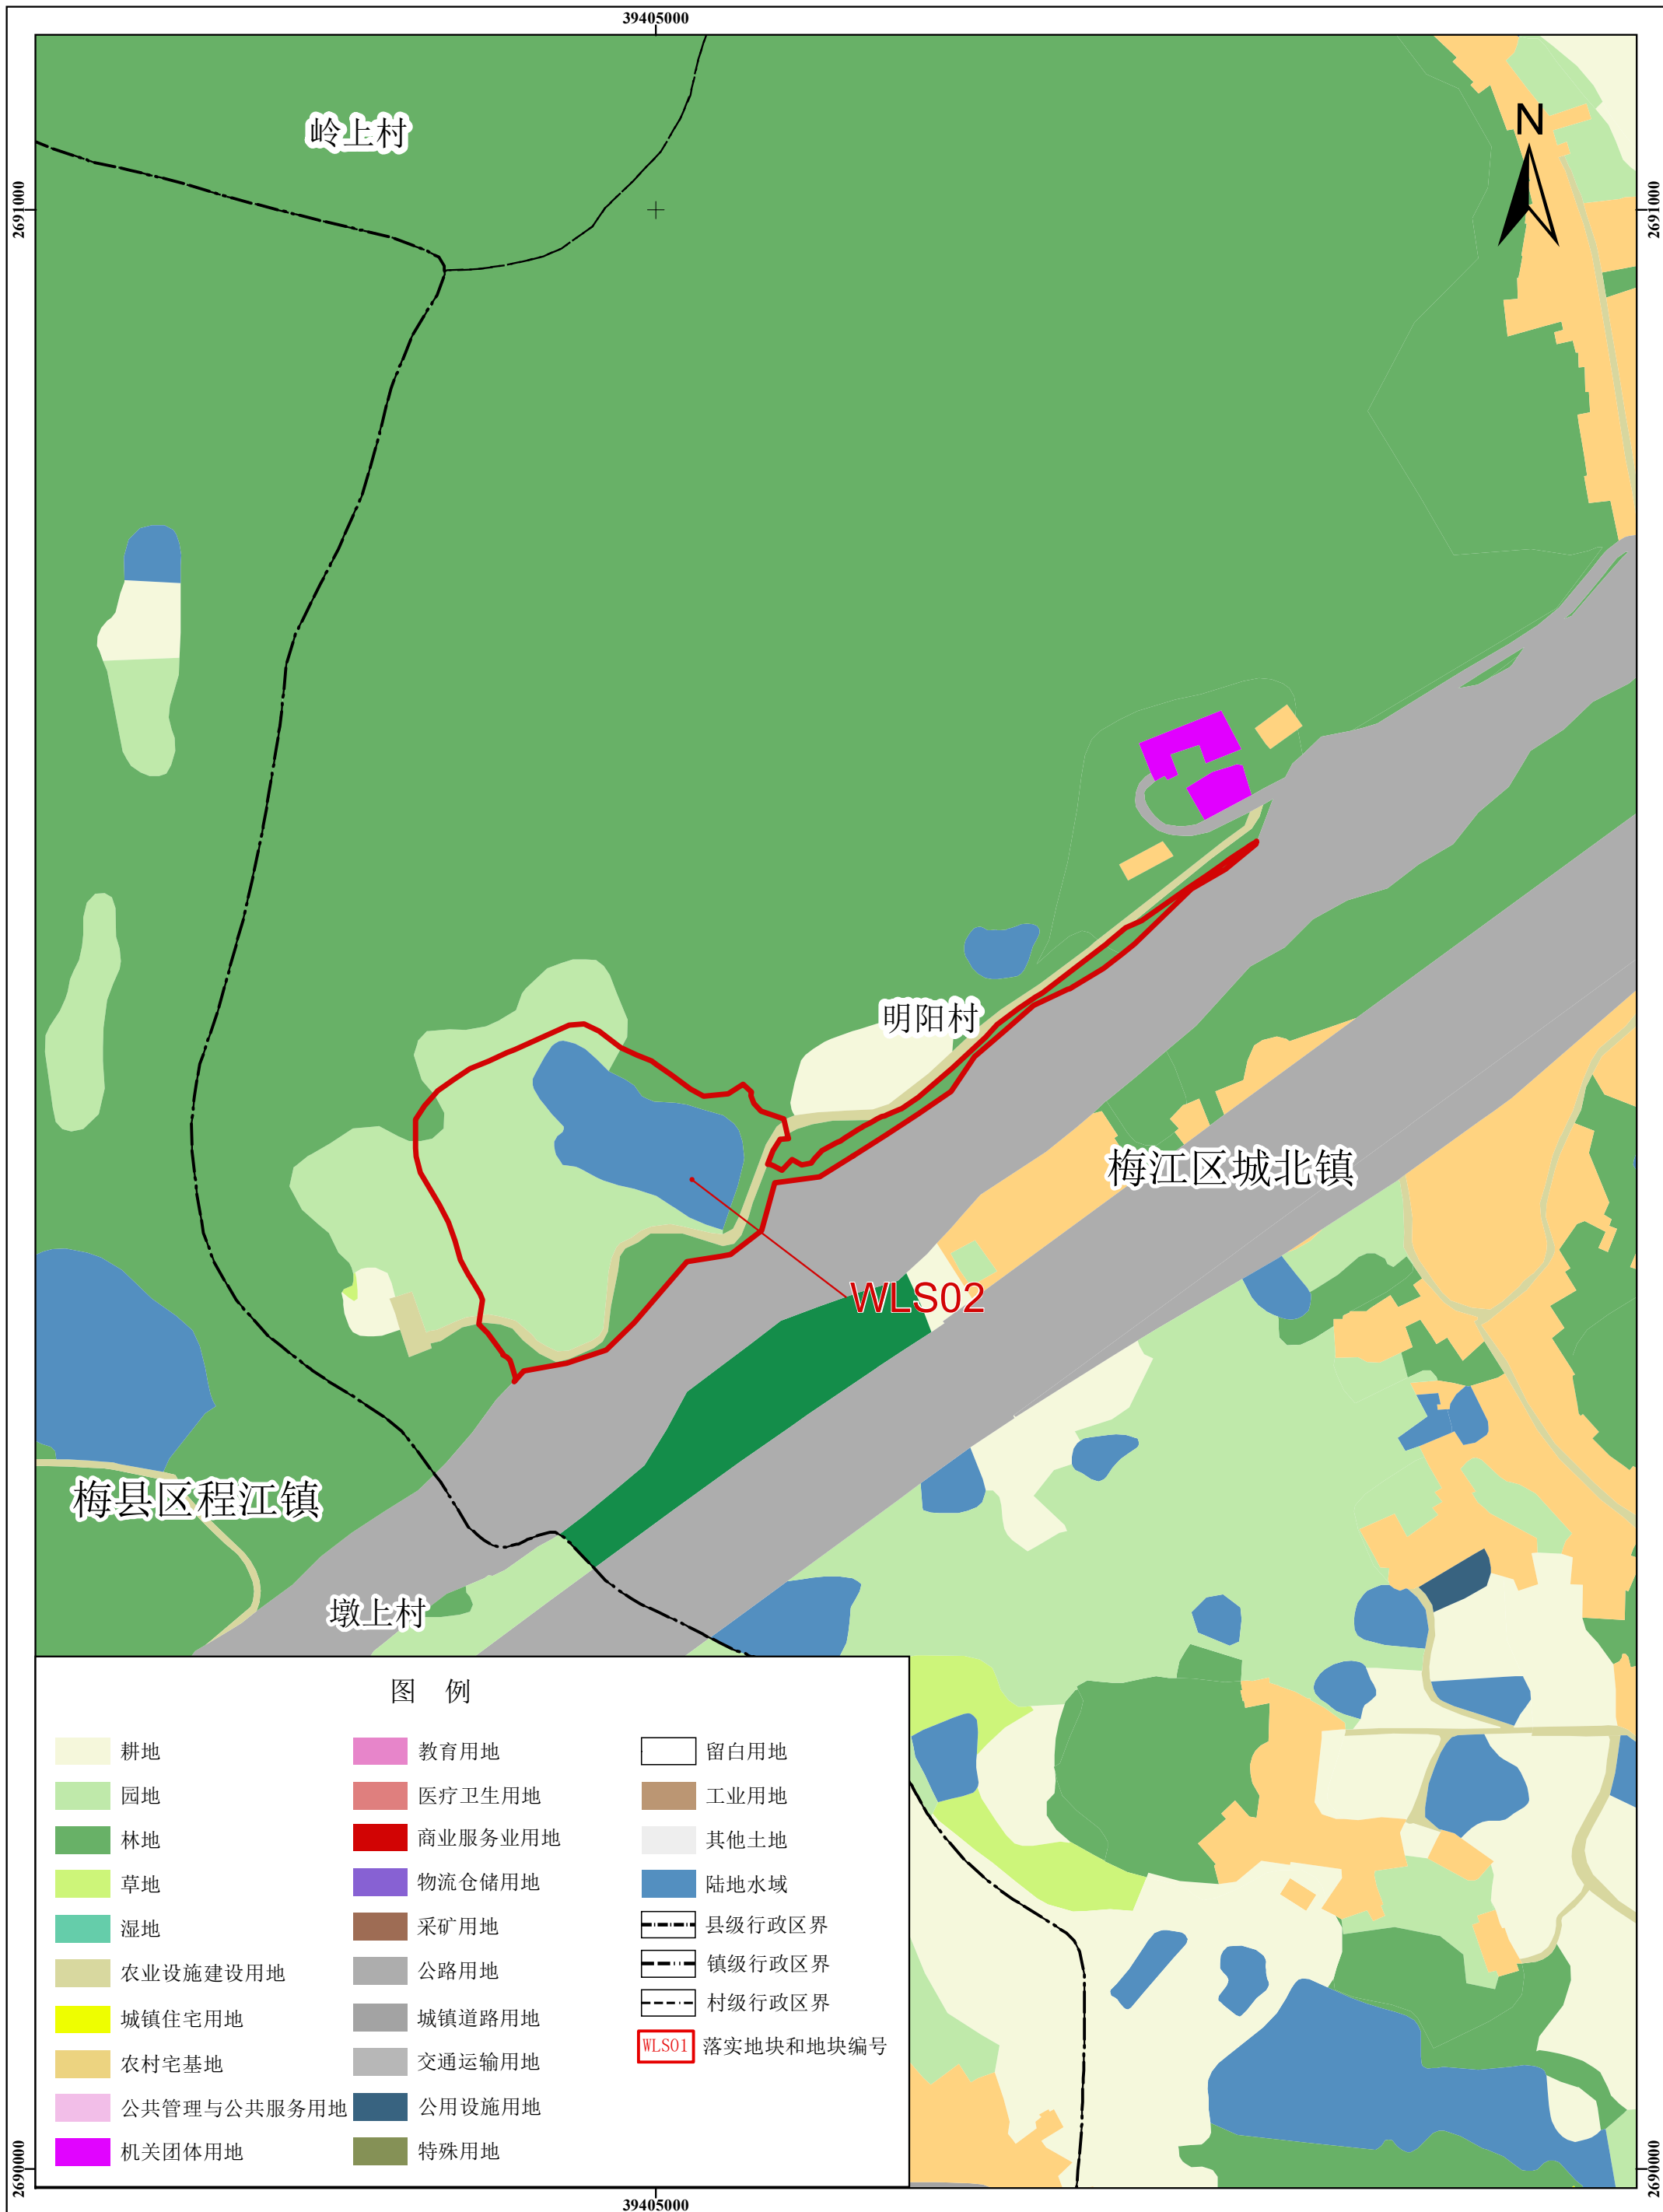 39405000
岭上村
N
2691000
2691000
明阳村
梅江区城北镇
WLS02
梅县区程江镇
墩上村
图 例
耕地
园地
林地
草地
湿地
农业设施建设用地
城镇住宅用地
农村宅基地
公共管理与公共服务用地
机关团体用地
教育用地
医疗卫生用地
商业服务业用地
物流仓储用地
采矿用地
公路用地
城镇道路用地
交通运输用地
公用设施用地
特殊用地
留白用地
工业用地
其他土地
陆地水域
县级行政区界
镇级行政区界
村级行政区界
WLS01 落实地块和地块编号
2690000
2690000
39405000